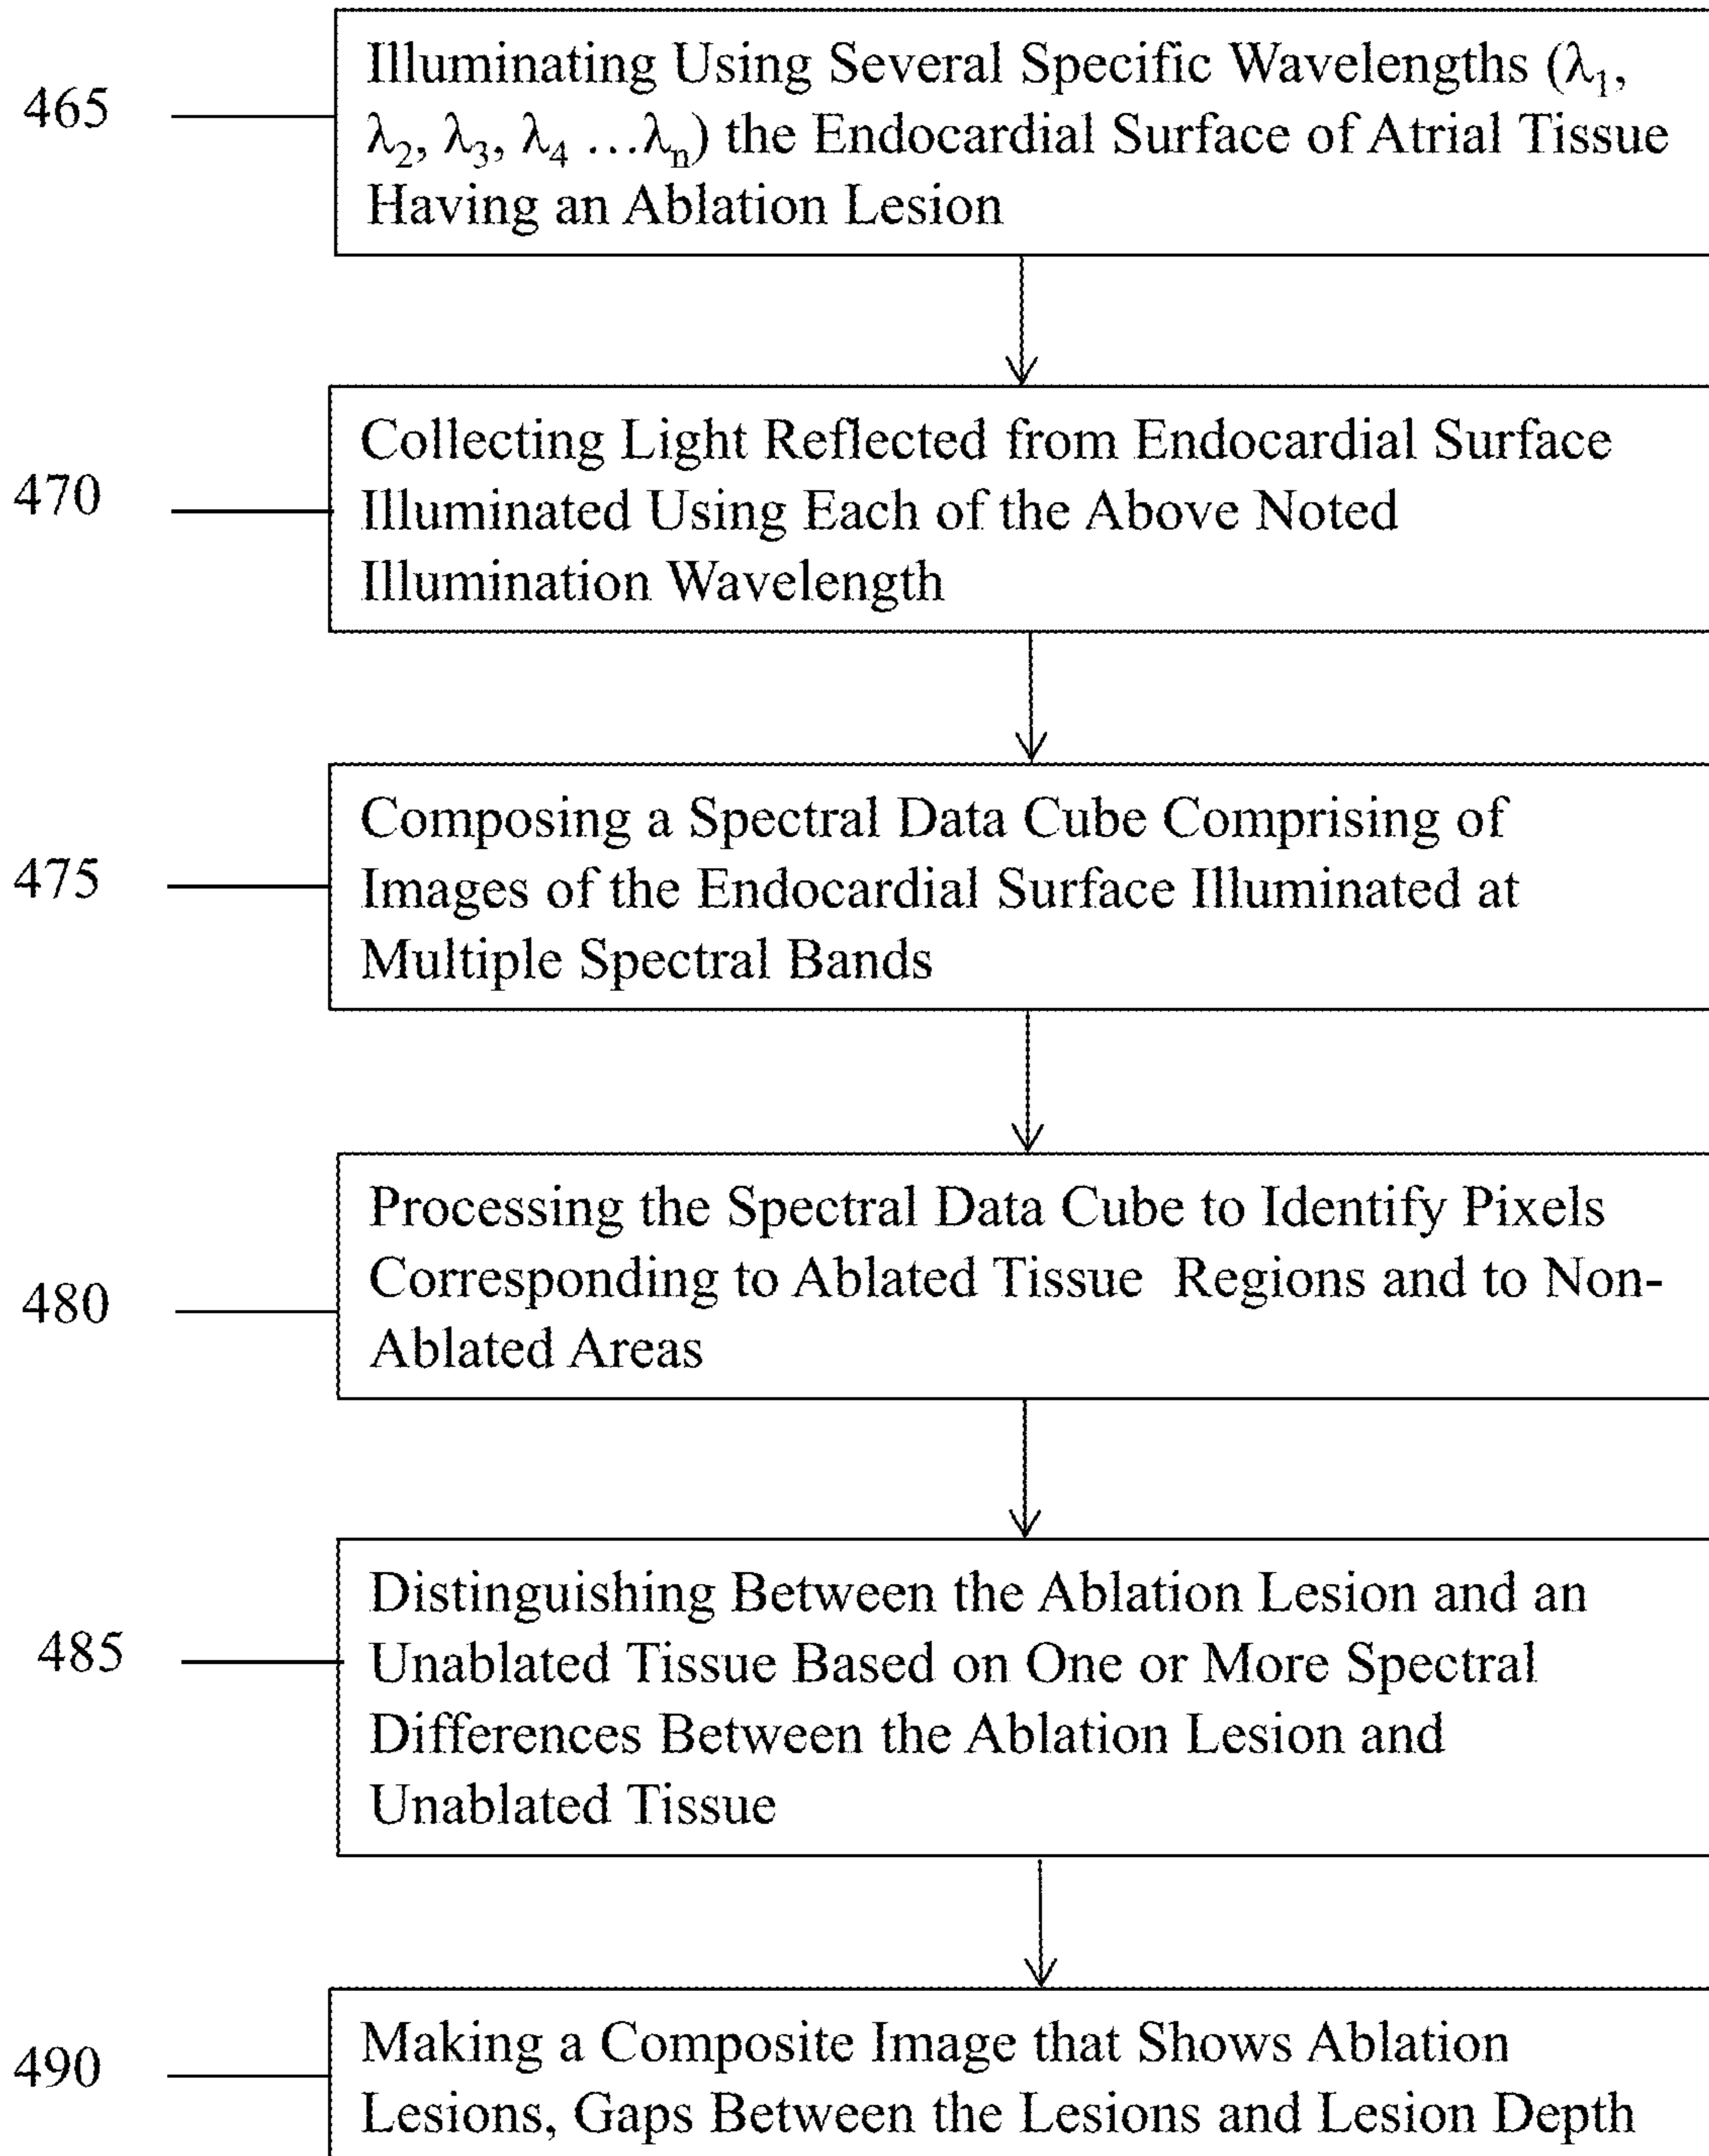 465
Illuminating Using Several Specific Wavelengths (λ₁,
λ₂, λ₃, λ₄ …λₙ) the Endocardial Surface of Atrial Tissue
Having an Ablation Lesion
470
Collecting Light Reflected from Endocardial Surface
Illuminated Using Each of the Above Noted
Illumination Wavelength
475
Composing a Spectral Data Cube Comprising of
Images of the Endocardial Surface Illuminated at
Multiple Spectral Bands
480
Processing the Spectral Data Cube to Identify Pixels
Corresponding to Ablated Tissue Regions and to Non-
Ablated Areas
485
Distinguishing Between the Ablation Lesion and an
Unablated Tissue Based on One or More Spectral
Differences Between the Ablation Lesion and
Unablated Tissue
490
Making a Composite Image that Shows Ablation
Lesions, Gaps Between the Lesions and Lesion Depth